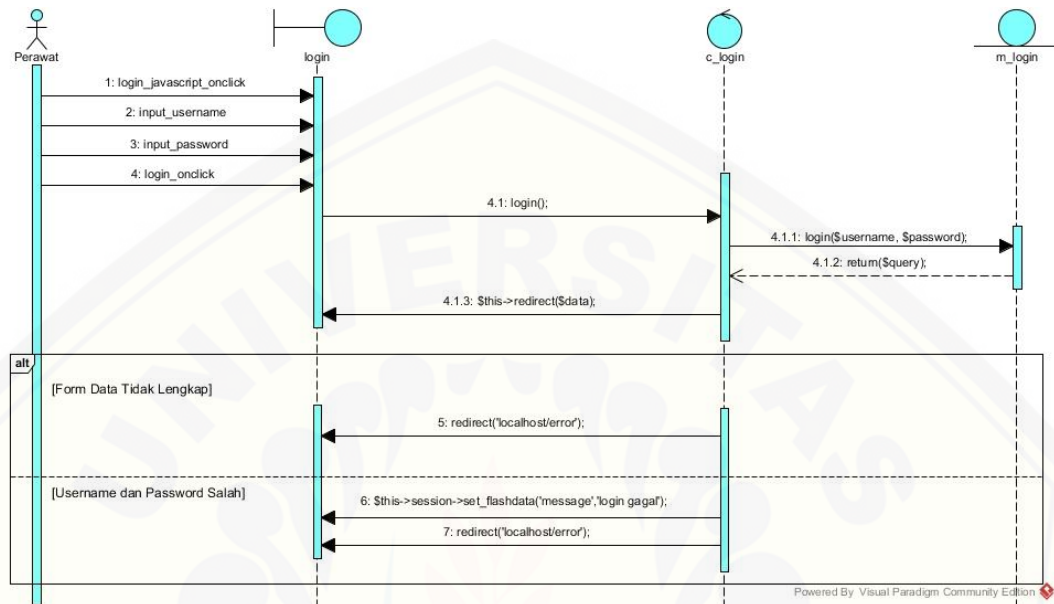 Perawat
login
c_login
m_login
1: login_javascript_onclick
2: input_username
3: input_password
4: login_onclick
4.1: login();
4.1.1: login($username, $password);
4.1.2: return($query);
4.1.3: $this->redirect($data);
alt
[Form Data Tidak Lengkap]
5: redirect('localhost/error');
[Username dan Password Salah]
6: $this->session->set_flashdata('message','login gagal');
7: redirect('localhost/error');
UNIVERSITAS
Powered By Visual Paradigm Community Edition